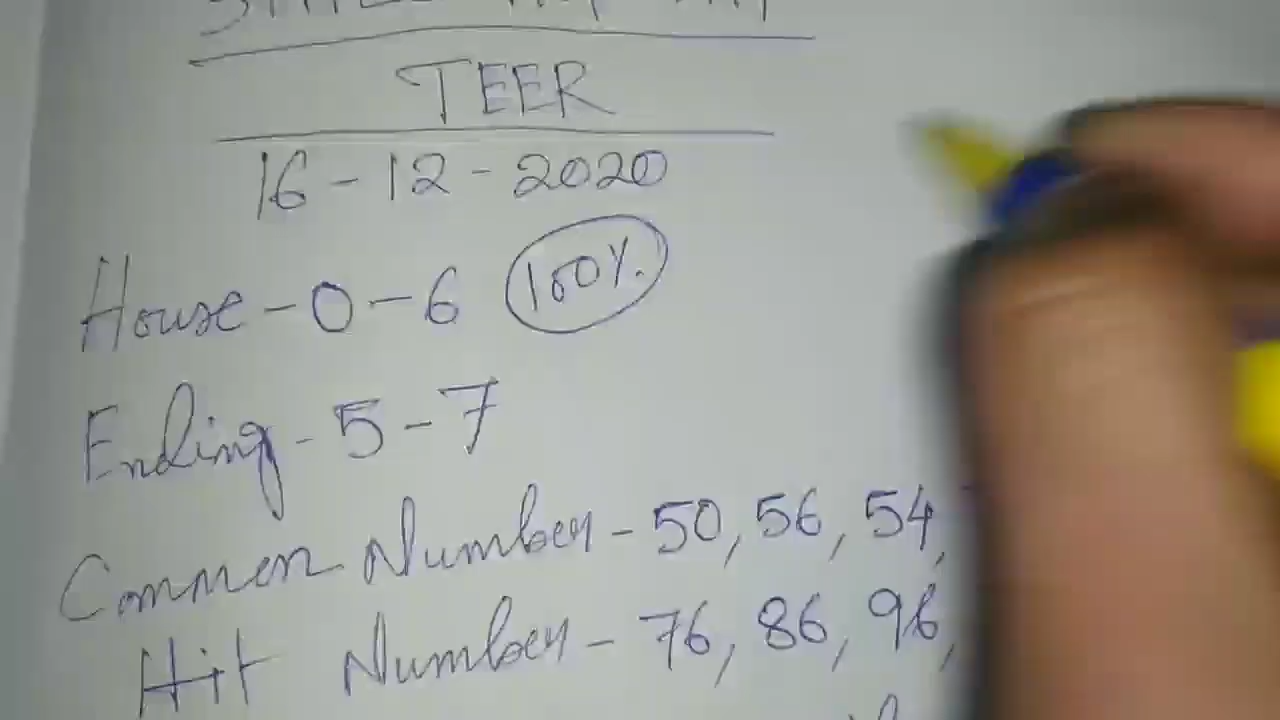 TEER
16-12-2020
House-0-6 100%.
Ending-5-7
Common Number-50, 56, 54,
Hit Number-76, 86, 96,